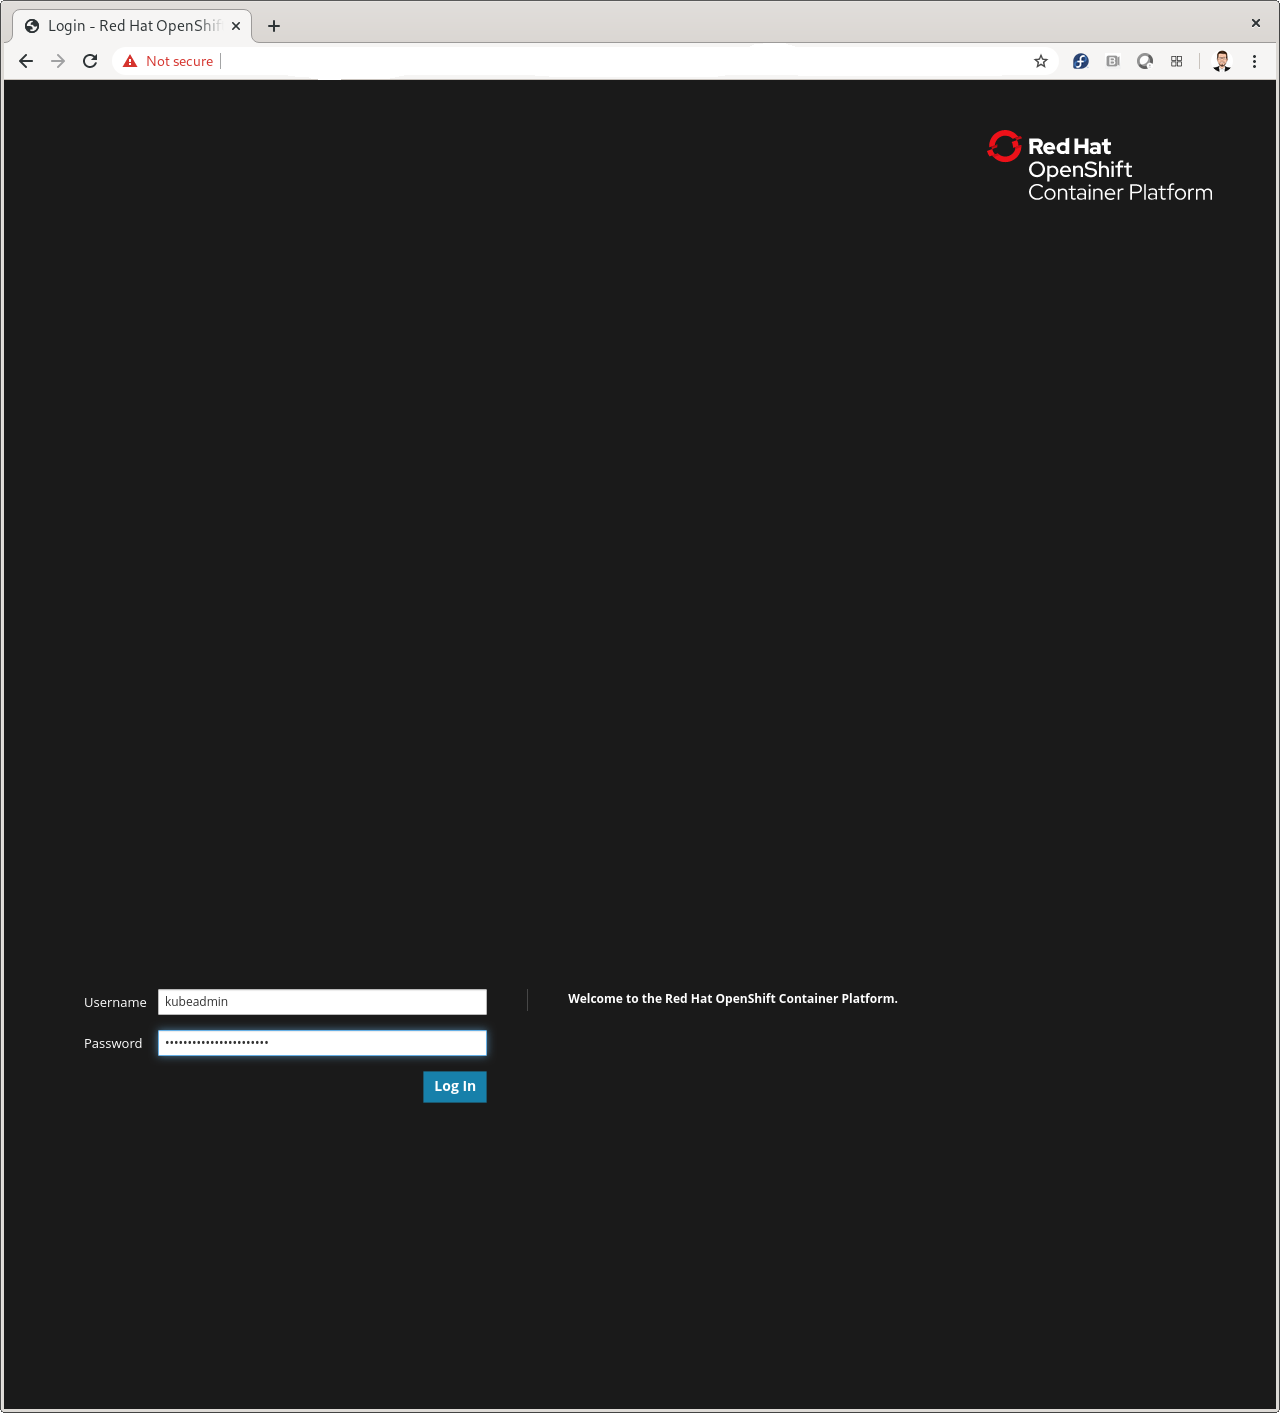 Login - Red Hat OpenShif
Not secure
Red Hat
OpenShift
Container Platform
Username
kubeadmin
Welcome to the Red Hat OpenShift Container Platform.
Password
•••••••••••••••••••••••
Log In